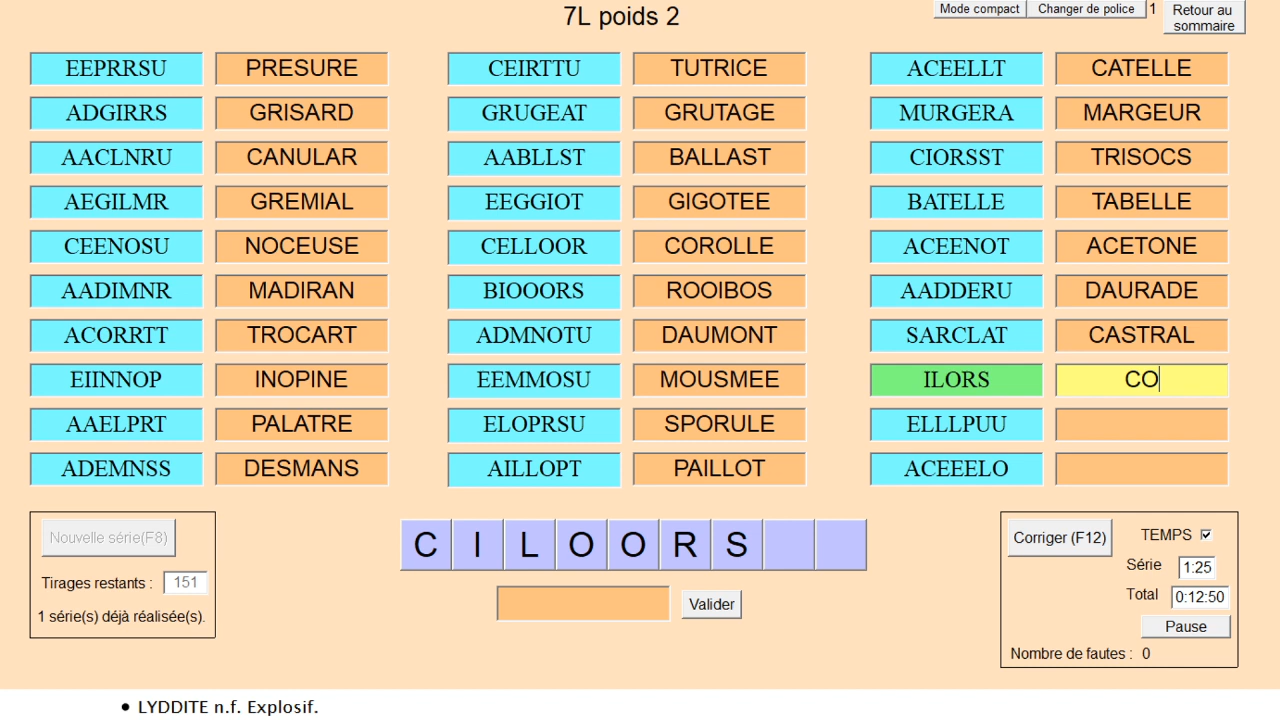 7L poids 2
Mode compact Changer de police 1 Retour au
sommaire
EEPRRSU PRESURE CEIRTTU TUTRICE ACEELLT CATELLE
ADGIRRS GRISARD GRUGEAT GRUTAGE MURGERA MARGEUR
AACLNRU CANULAR AABLLST BALLAST CIORSST TRISOCS
AEGILMR GREMIAL EEGGIOT GIGOTEE BATELLE TABELLE
CEENOSU NOCEUSE CELLOOR COROLLE ACEENOT ACETONE
AADIMNR MADIRAN BIOOORS ROOIBOS AADDERU DAURADE
ACORRTT TROCART ADMNOTU DAUMONT SARCLAT CASTRAL
EIINNOP INOPINE EEMMOSU MOUSMEE ILORS CO
AAELPRT PALATRE ELOPRSU SPORULE ELLLPUU
ADEMNSS DESMANS AILLOPT PAILLOT ACEEELO
Nouvelle série(F8)
Tirages restants : 151
1 série(s) déjà réalisée(s).
C I L O O R S
Valider
Corriger (F12) TEMPS
Série 1:25
Total 0:12:50
Pause
Nombre de fautes : 0
• LYDDITE n.f. Explosif.